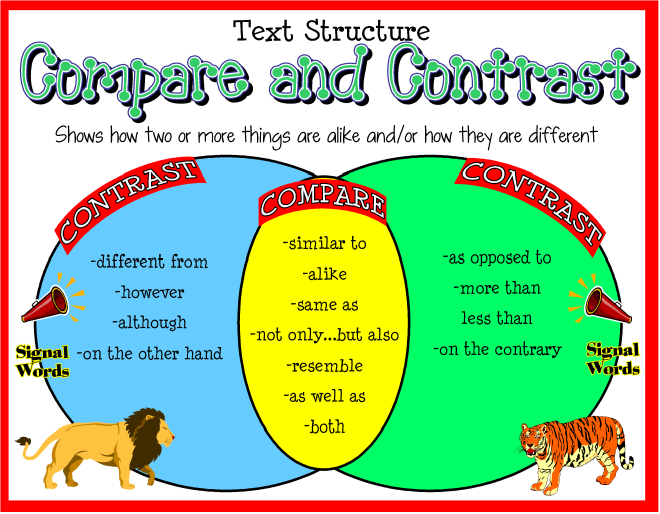 Text Structure
Compare and Contrast
Shows how two or more things are alike and/or how they are different
CONTRAST
-different from
-however
-although
-on the other hand
Signal
Words
COMPARE
-similar to
-alike
-same as
-not only...but also
-resemble
-as well as
-both
CONTRAST
-as opposed to
-more than
less than
-on the contrary
Signal
Words